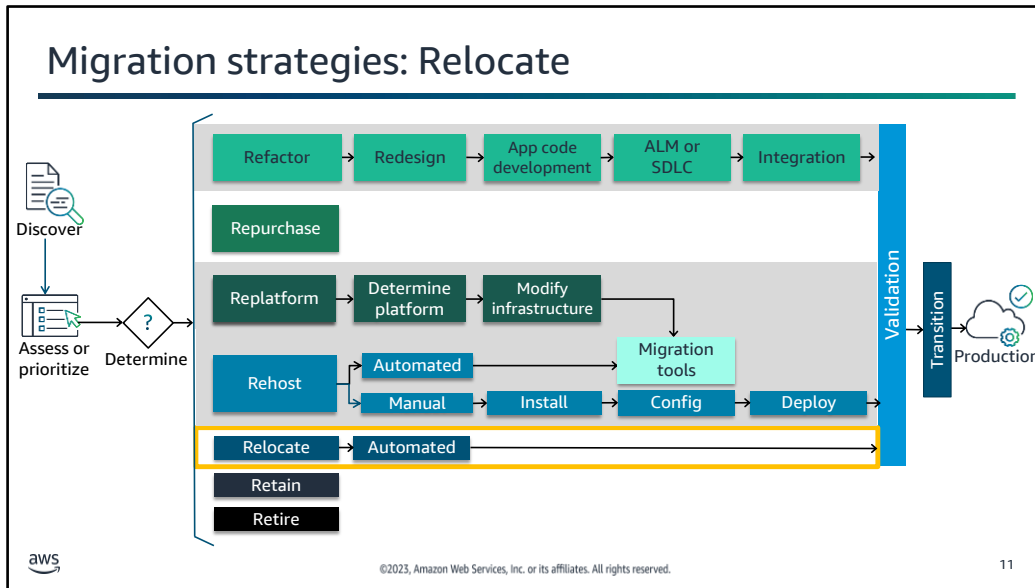 Migration strategies: Relocate
Discover
Assess or
prioritize
?
Determine
Refactor
Redesign
App code
development
ALM or
SDLC
Integration
Repurchase
Replatform
Determine
platform
Modify
infrastructure
Migration
tools
Rehost
Automated
Manual
Install
Config
Deploy
Relocate
Automated
Retain
Retire
Validation
Transition
Production
aws
©2023, Amazon Web Services, Inc. or its affiliates. All rights reserved.
11